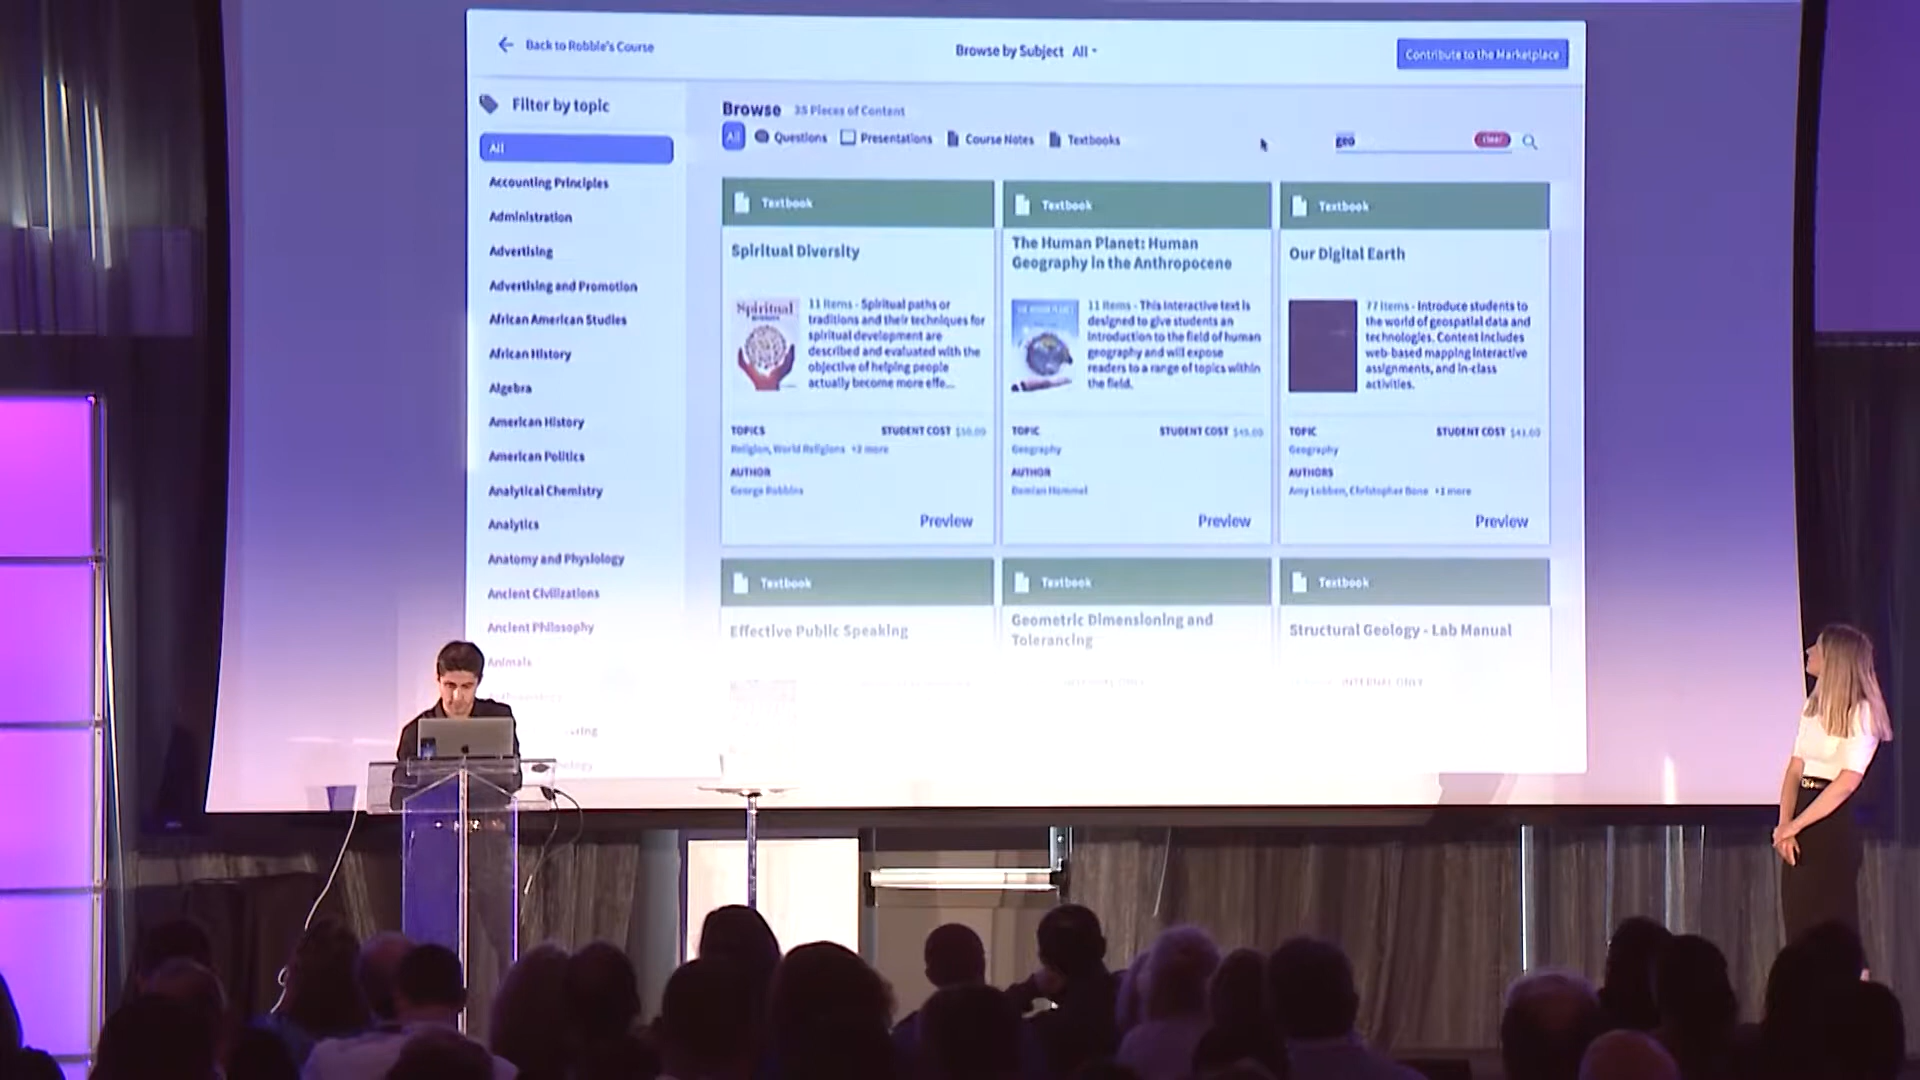 Back to Robbie's Course
Browse by Subject All
Contribute to the Marketplace
Filter by topic
All
Accounting Principles
Administration
Advertising
Advertising and Promotion
African American Studies
African History
Algebra
American History
American Politics
Analytical Chemistry
Analytics
Anatomy and Physiology
Ancient Civilizations
Ancient Philosophy
Animals
Browse 35 Pieces of Content
All Questions Presentations Course Notes Textbooks
geo clear
Textbook
Spiritual Diversity
Spiritual
11 Items - Spiritual paths or
traditions and their techniques for
spiritual development are
described and evaluated with the
objective of helping people
actually become more effe...
TOPICS
Religion, World Religions +2 more
STUDENT COST $50.00
AUTHOR
George Robbins
Preview
Textbook
The Human Planet: Human
Geography in the Anthropocene
11 Items - This interactive text is
designed to give students an
introduction to the field of human
geography and will expose
readers to a range of topics within
the field.
TOPIC
Geography
STUDENT COST $45.00
AUTHOR
Preview
Textbook
Our Digital Earth
77 Items - Introduce students to
the world of geospatial data and
technologies. Content includes
web-based mapping interactive
assignments, and in-class
activities.
TOPIC
Geography
STUDENT COST $41.00
AUTHORS
Amy Lobben, Christopher Bone +1 more
Preview
Textbook
Effective Public Speaking
Textbook
Geometric Dimensioning and
Tolerancing
Textbook
Structural Geology - Lab Manual